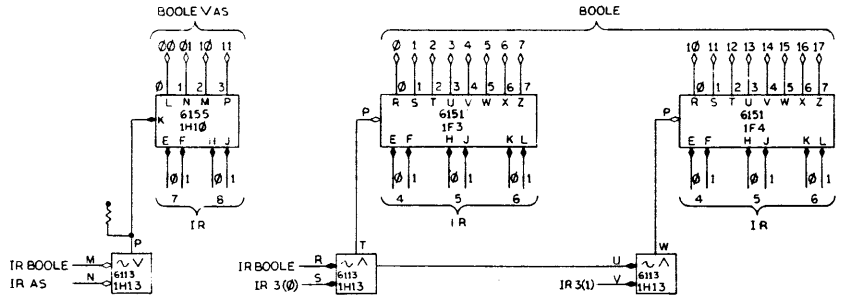 BOOLE V AS BOOLE
ØØ Ø1 1Ø 11 Ø 1 2 3 4 5 6 7 1Ø 11 12 13 14 15 16 17
Ø 1 2 3 Ø 1 2 3 4 5 6 7 Ø 1 2 3 4 5 6 7
L N M P R S T U V W X Z R S T U V W X Z
K 6155 P 6151 P 6151
1H1Ø 1F3 1F4
E F H J E F H J K L E F H J K L
Ø 1 Ø 1 Ø 1 Ø 1 Ø 1 Ø 1 Ø 1 Ø 1
7 8 4 5 6 4 5 6
IR IR IR
P T W
IR BOOLE M ~ V IR BOOLE R ~ Λ U ~ Λ
6113 6113 6113
IR AS N 1H13 IR 3(Ø) S 1H13 IR 3(1) V 1H13